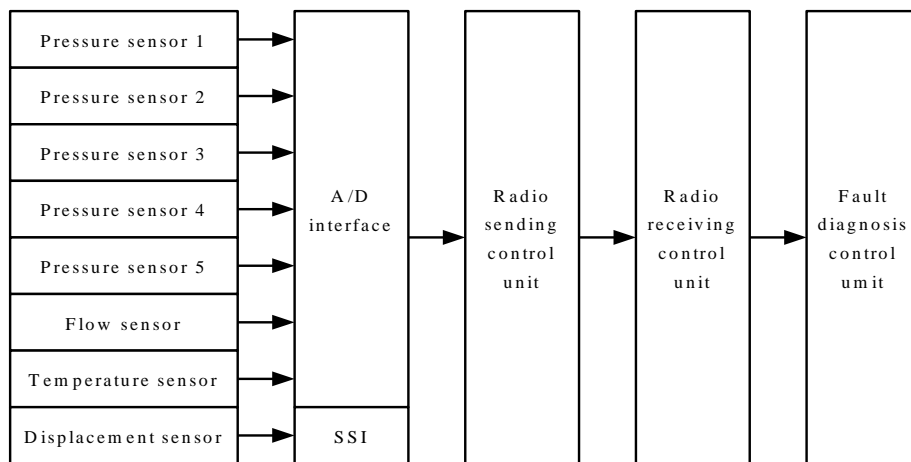 Pressure sensor 1
Pressure sensor 2
Pressure sensor 3
Pressure sensor 4
Pressure sensor 5
Flow sensor
Temperature sensor
Displacement sensor
A/D
interface
SSI
Radio
sending
control
unit
Radio
receiving
control
unit
Fault
diagnosis
control
umit